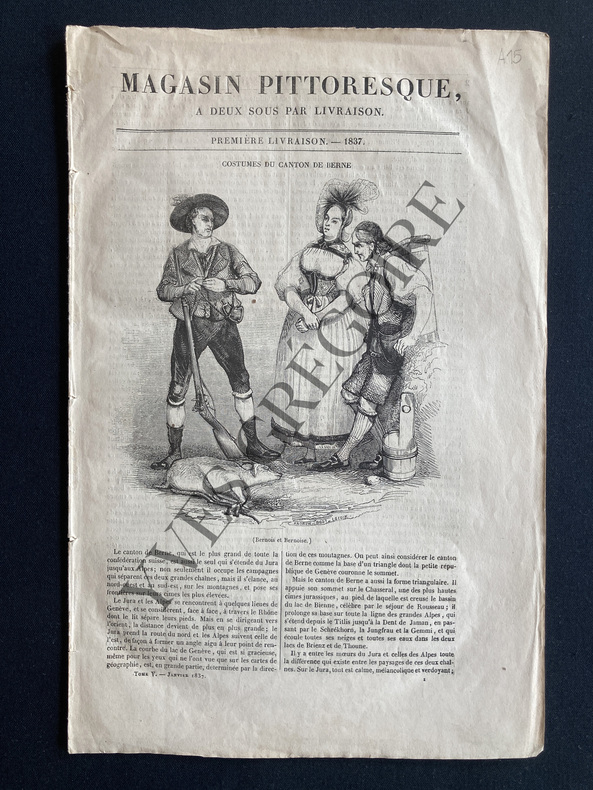 A15
MAGASIN PITTORESQUE,
A DEUX SOUS PAR LIVRAISON.
PREMIÈRE LIVRAISON. — 1837.
COSTUMES DU CANTON DE BERNE
YVES GRÉGOIRE
(Bernois et Bernoise.)
Le canton de Berne, qui est le plus grand de toute la
confédération suisse, est aussi le seul qui s'étende du Jura
jusqu'aux Alpes; non seulement il occupe les campagnes
qui séparent ces deux grandes chaînes, mais il s'élance, au
nord-ouest et au sud-est, sur les montagnes, et pose ses
frontières sur leurs cimes les plus élevées.
Le Jura et les Alpes se rencontrent à quelques lieues de
Genève, et se considèrent, face à face, à travers le Rhône
dont le lit sépare leurs pieds. Mais en se dirigeant vers
l'orient, la distance devient de plus en plus grande; le
Jura prend la route du nord et les Alpes suivent celle de
l'est, de façon à former un angle aigu à leur point de ren-
contre. La courbe du lac de Genève, qui est si gracieuse,
même pour les yeux qui ne l'ont vue que sur les cartes de
géographie, est, en grande partie, déterminée par la direc-
TOME V. — JANVIER 1837.
tion de ces montagnes. On peut ainsi considérer le canton
de Berne comme la base d'un triangle dont la petite répu-
blique de Genève couronne le sommet.
Mais le canton de Berne a aussi la forme triangulaire. Il
appuie son sommet sur le Chasseral, une des plus hautes
cimes jurassiques, au pied de laquelle est creusé le bassin
du lac de Bienne, célèbre par le séjour de Rousseau; il
prolonge sa base sur toute la ligne des grandes Alpes, qui
s'étend depuis le Titlis jusqu'à la Dent de Jaman, en pas-
sant par le Schrekhorn, la Jungfrau et la Gemmi, et qui
écoule toutes ses neiges et toutes ses eaux dans les deux
lacs de Brienz et de Thoune.
Il y a entre les mœurs du Jura et celles des Alpes toute
la différence qui existe entre les paysages de ces deux chaî-
nes. Sur le Jura, tout est calme, mélancolique et verdoyant;
1